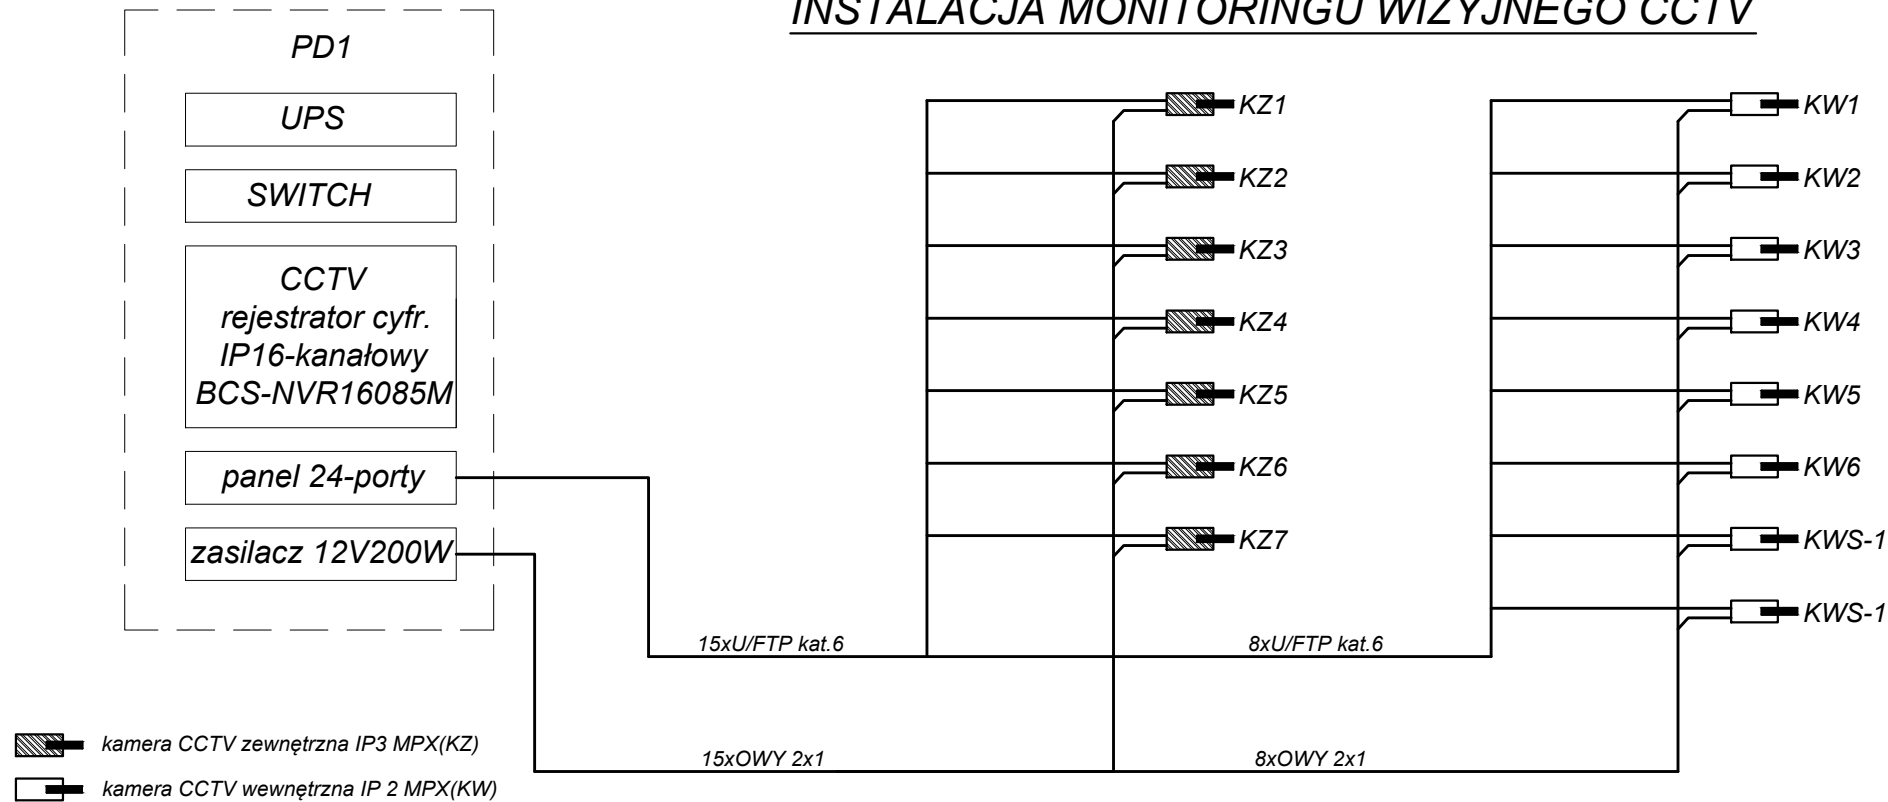 INSTALACJA MONITORINGU WIZYJNEGO CCTV
PD1
UPS
SWITCH
CCTV
rejestrator cyfr.
IP16-kanałowy
BCS-NVR16085M
panel 24-porty
zasilacz 12V200W
KZ1
KZ2
KZ3
KZ4
KZ5
KZ6
KZ7
KW1
KW2
KW3
KW4
KW5
KW6
KWS-1
KWS-1
15xU/FTP kat.6
8xU/FTP kat.6
15xOWY 2x1
8xOWY 2x1
kamera CCTV zewnętrzna IP3 MPX(KZ)
kamera CCTV wewnętrzna IP 2 MPX(KW)